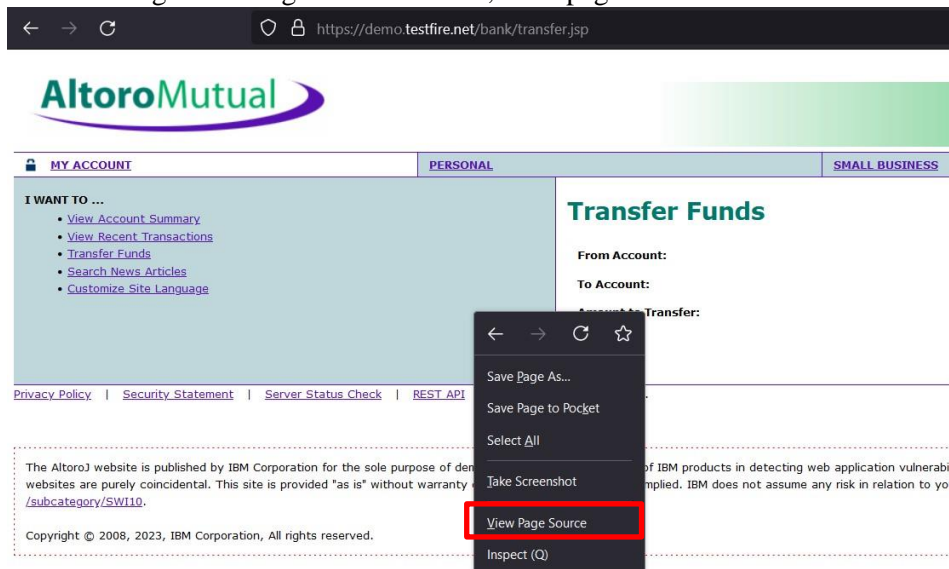 https://demo.testfire.net/bank/transfer.jsp
AltoroMutual
MY ACCOUNT
PERSONAL
SMALL BUSINESS
I WANT TO ...
• View Account Summary
• View Recent Transactions
• Transfer Funds
• Search News Articles
• Customize Site Language
Transfer Funds
From Account:
To Account:
Transfer:
Save Page As...
Save Page to Pocket
Select All
Take Screenshot
View Page Source
Inspect (Q)
Privacy Policy | Security Statement | Server Status Check | REST API
The AltoroJ website is published by IBM Corporation for the sole purpose of of IBM products in detecting web application
websites are purely coincidental. This site is provided "as is" without warranty IBM does not assume any risk in relation to
/subcategory/SWI10.
Copyright © 2008, 2023, IBM Corporation, All rights reserved.